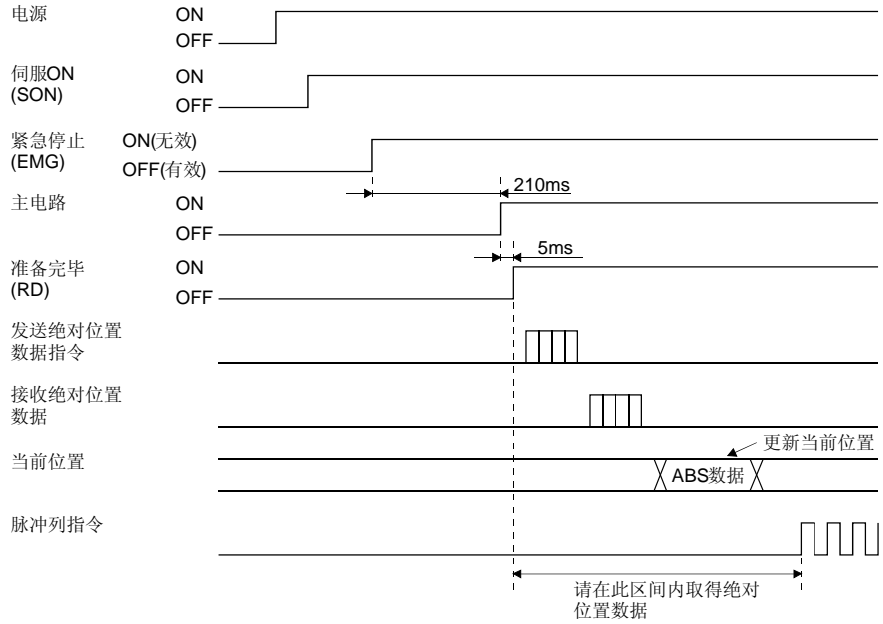 电源 ON
OFF
伺服ON ON
(SON) OFF
紧急停止 ON(无效)
(EMG) OFF(有效)
210ms
主电路 ON
OFF
5ms
准备完毕 ON
(RD) OFF
发送绝对位置
数据指令
接收绝对位置
数据
更新当前位置
当前位置
ABS数据
脉冲列指令
请在此区间内取得绝对
位置数据